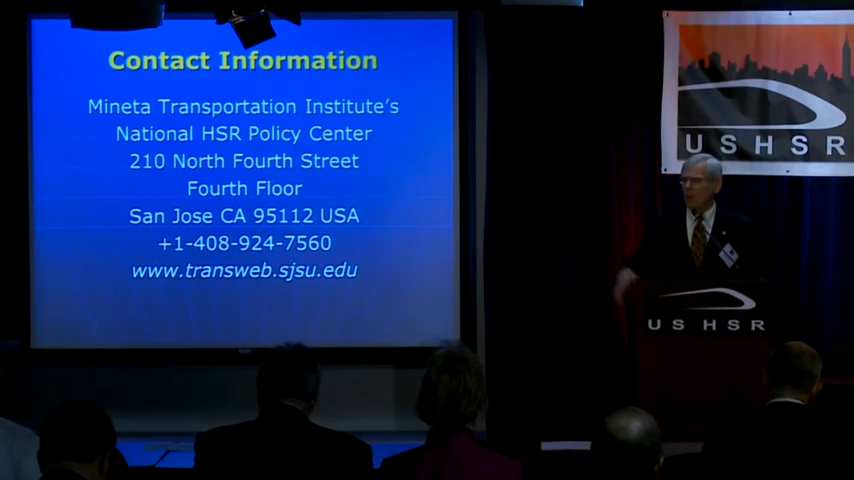 Contact Information
Mineta Transportation Institute's
National HSR Policy Center
210 North Fourth Street
Fourth Floor
San Jose CA 95112 USA
+1-408-924-7560
www.transweb.sjsu.edu
USHSR
US HSR